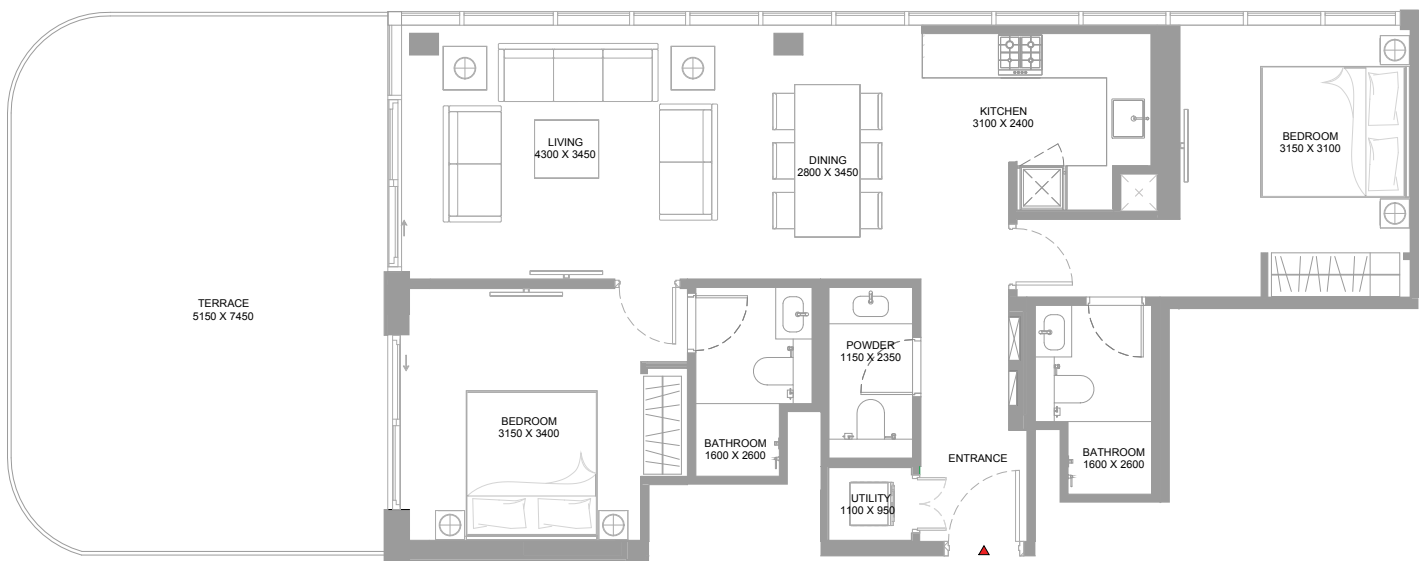 KITCHEN
3100 X 2400
BEDROOM
3150 X 3100
LIVING
4300 X 3450
DINING
2800 X 3450
TERRACE
5150 X 7450
POWDER
1150 X 2350
BEDROOM
3150 X 3400
BATHROOM
1600 X 2600
ENTRANCE
BATHROOM
1600 X 2600
UTILITY
1100 X 950